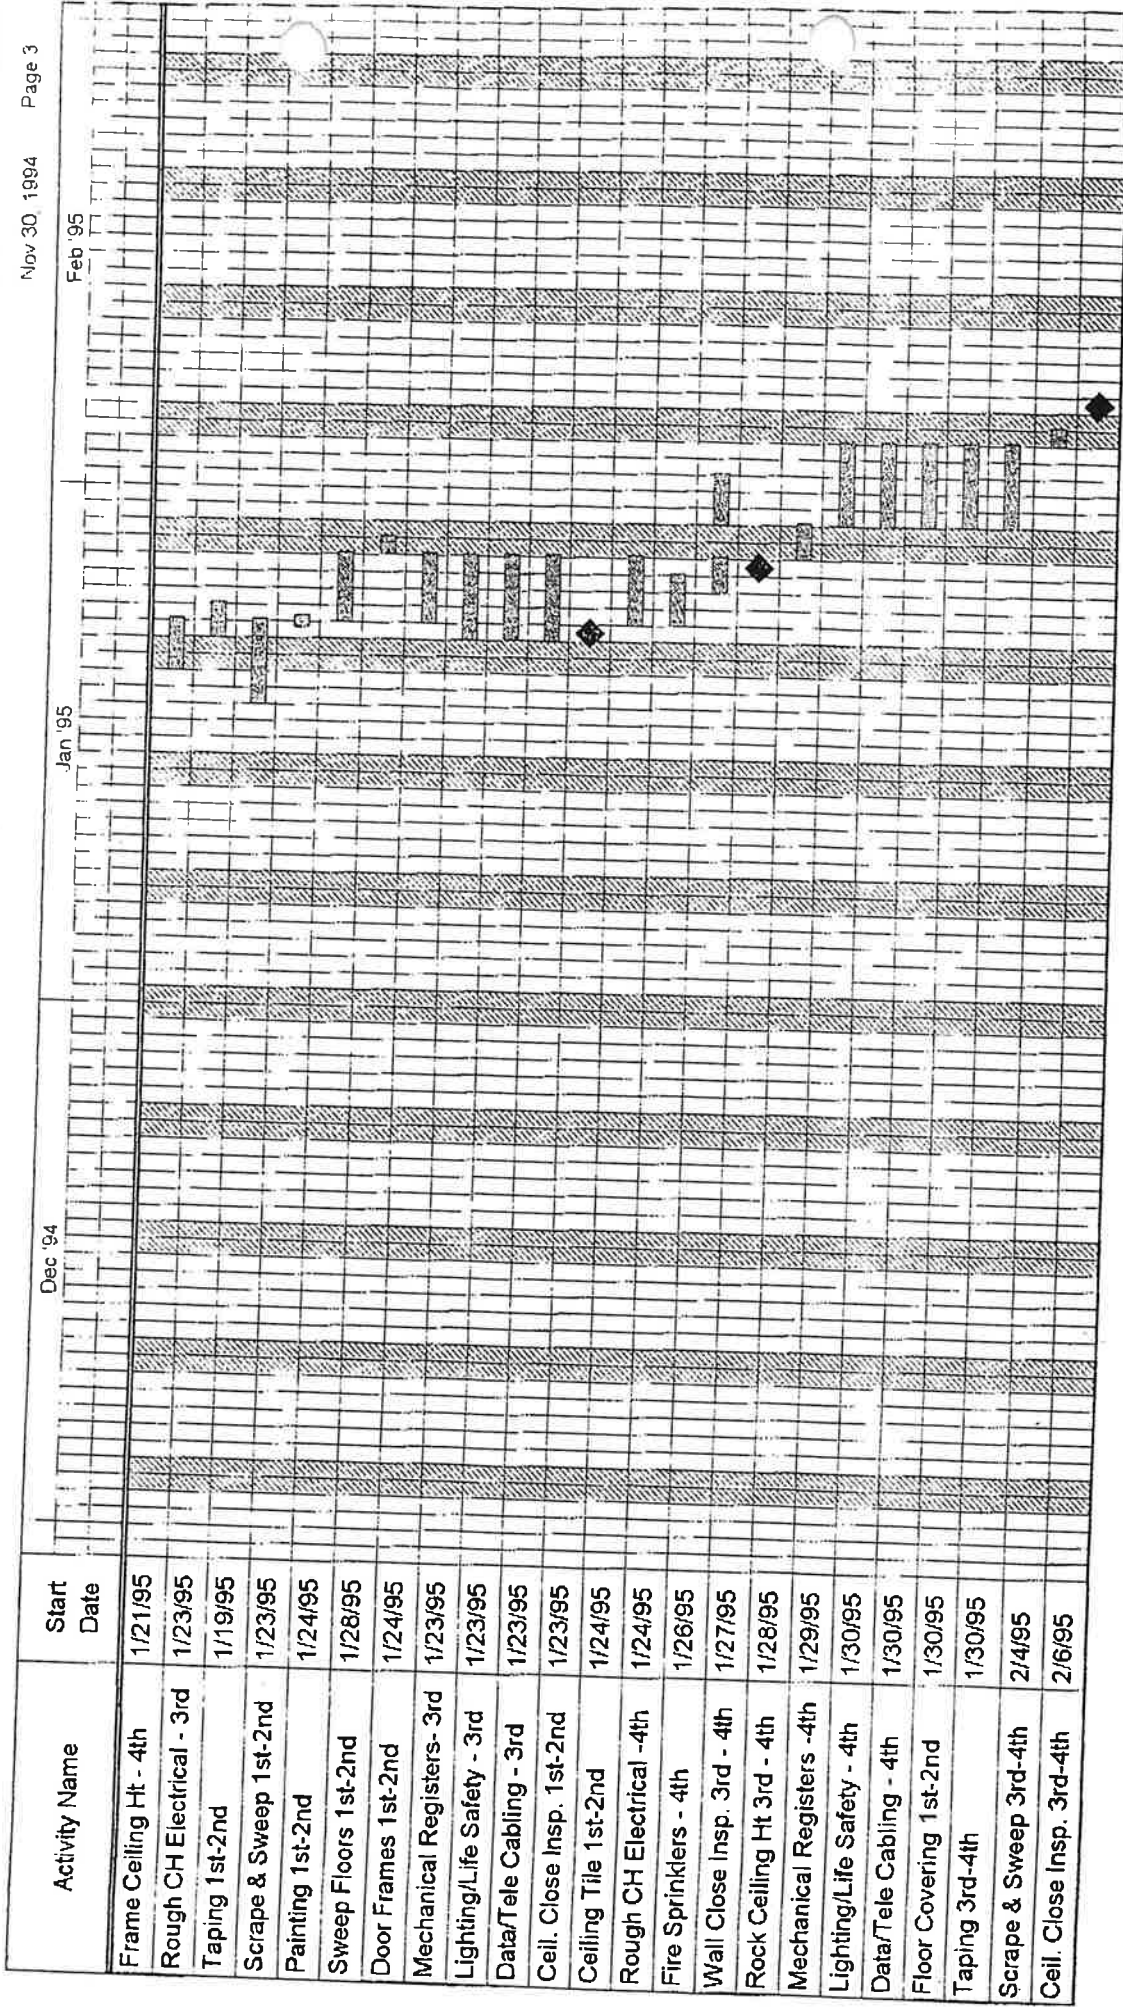 Nov 30, 1994 Page 3
Activity Name Start Date Dec '94 Jan '95 Feb '95
Frame Ceiling Ht - 4th 1/21/95
Rough CH Electrical - 3rd 1/23/95
Taping 1st-2nd 1/19/95
Scrape & Sweep 1st-2nd 1/23/95
Painting 1st-2nd 1/24/95
Sweep Floors 1st-2nd 1/28/95
Door Frames 1st-2nd 1/24/95
Mechanical Registers- 3rd 1/23/95
Lighting/Life Safety - 3rd 1/23/95
Data/Tele Cabling - 3rd 1/23/95
Ceil. Close Insp. 1st-2nd 1/23/95
Ceiling Tile 1st-2nd 1/24/95
Rough CH Electrical -4th 1/24/95
Fire Sprinklers - 4th 1/26/95
Wall Close Insp. 3rd - 4th 1/27/95
Rock Ceiling Ht 3rd - 4th 1/28/95
Mechanical Registers -4th 1/29/95
Lighting/Life Safety - 4th 1/30/95
Data/Tele Cabling - 4th 1/30/95
Floor Covering 1st-2nd 1/30/95
Taping 3rd-4th 1/30/95
Scrape & Sweep 3rd-4th 2/4/95
Ceil. Close Insp. 3rd-4th 2/6/95